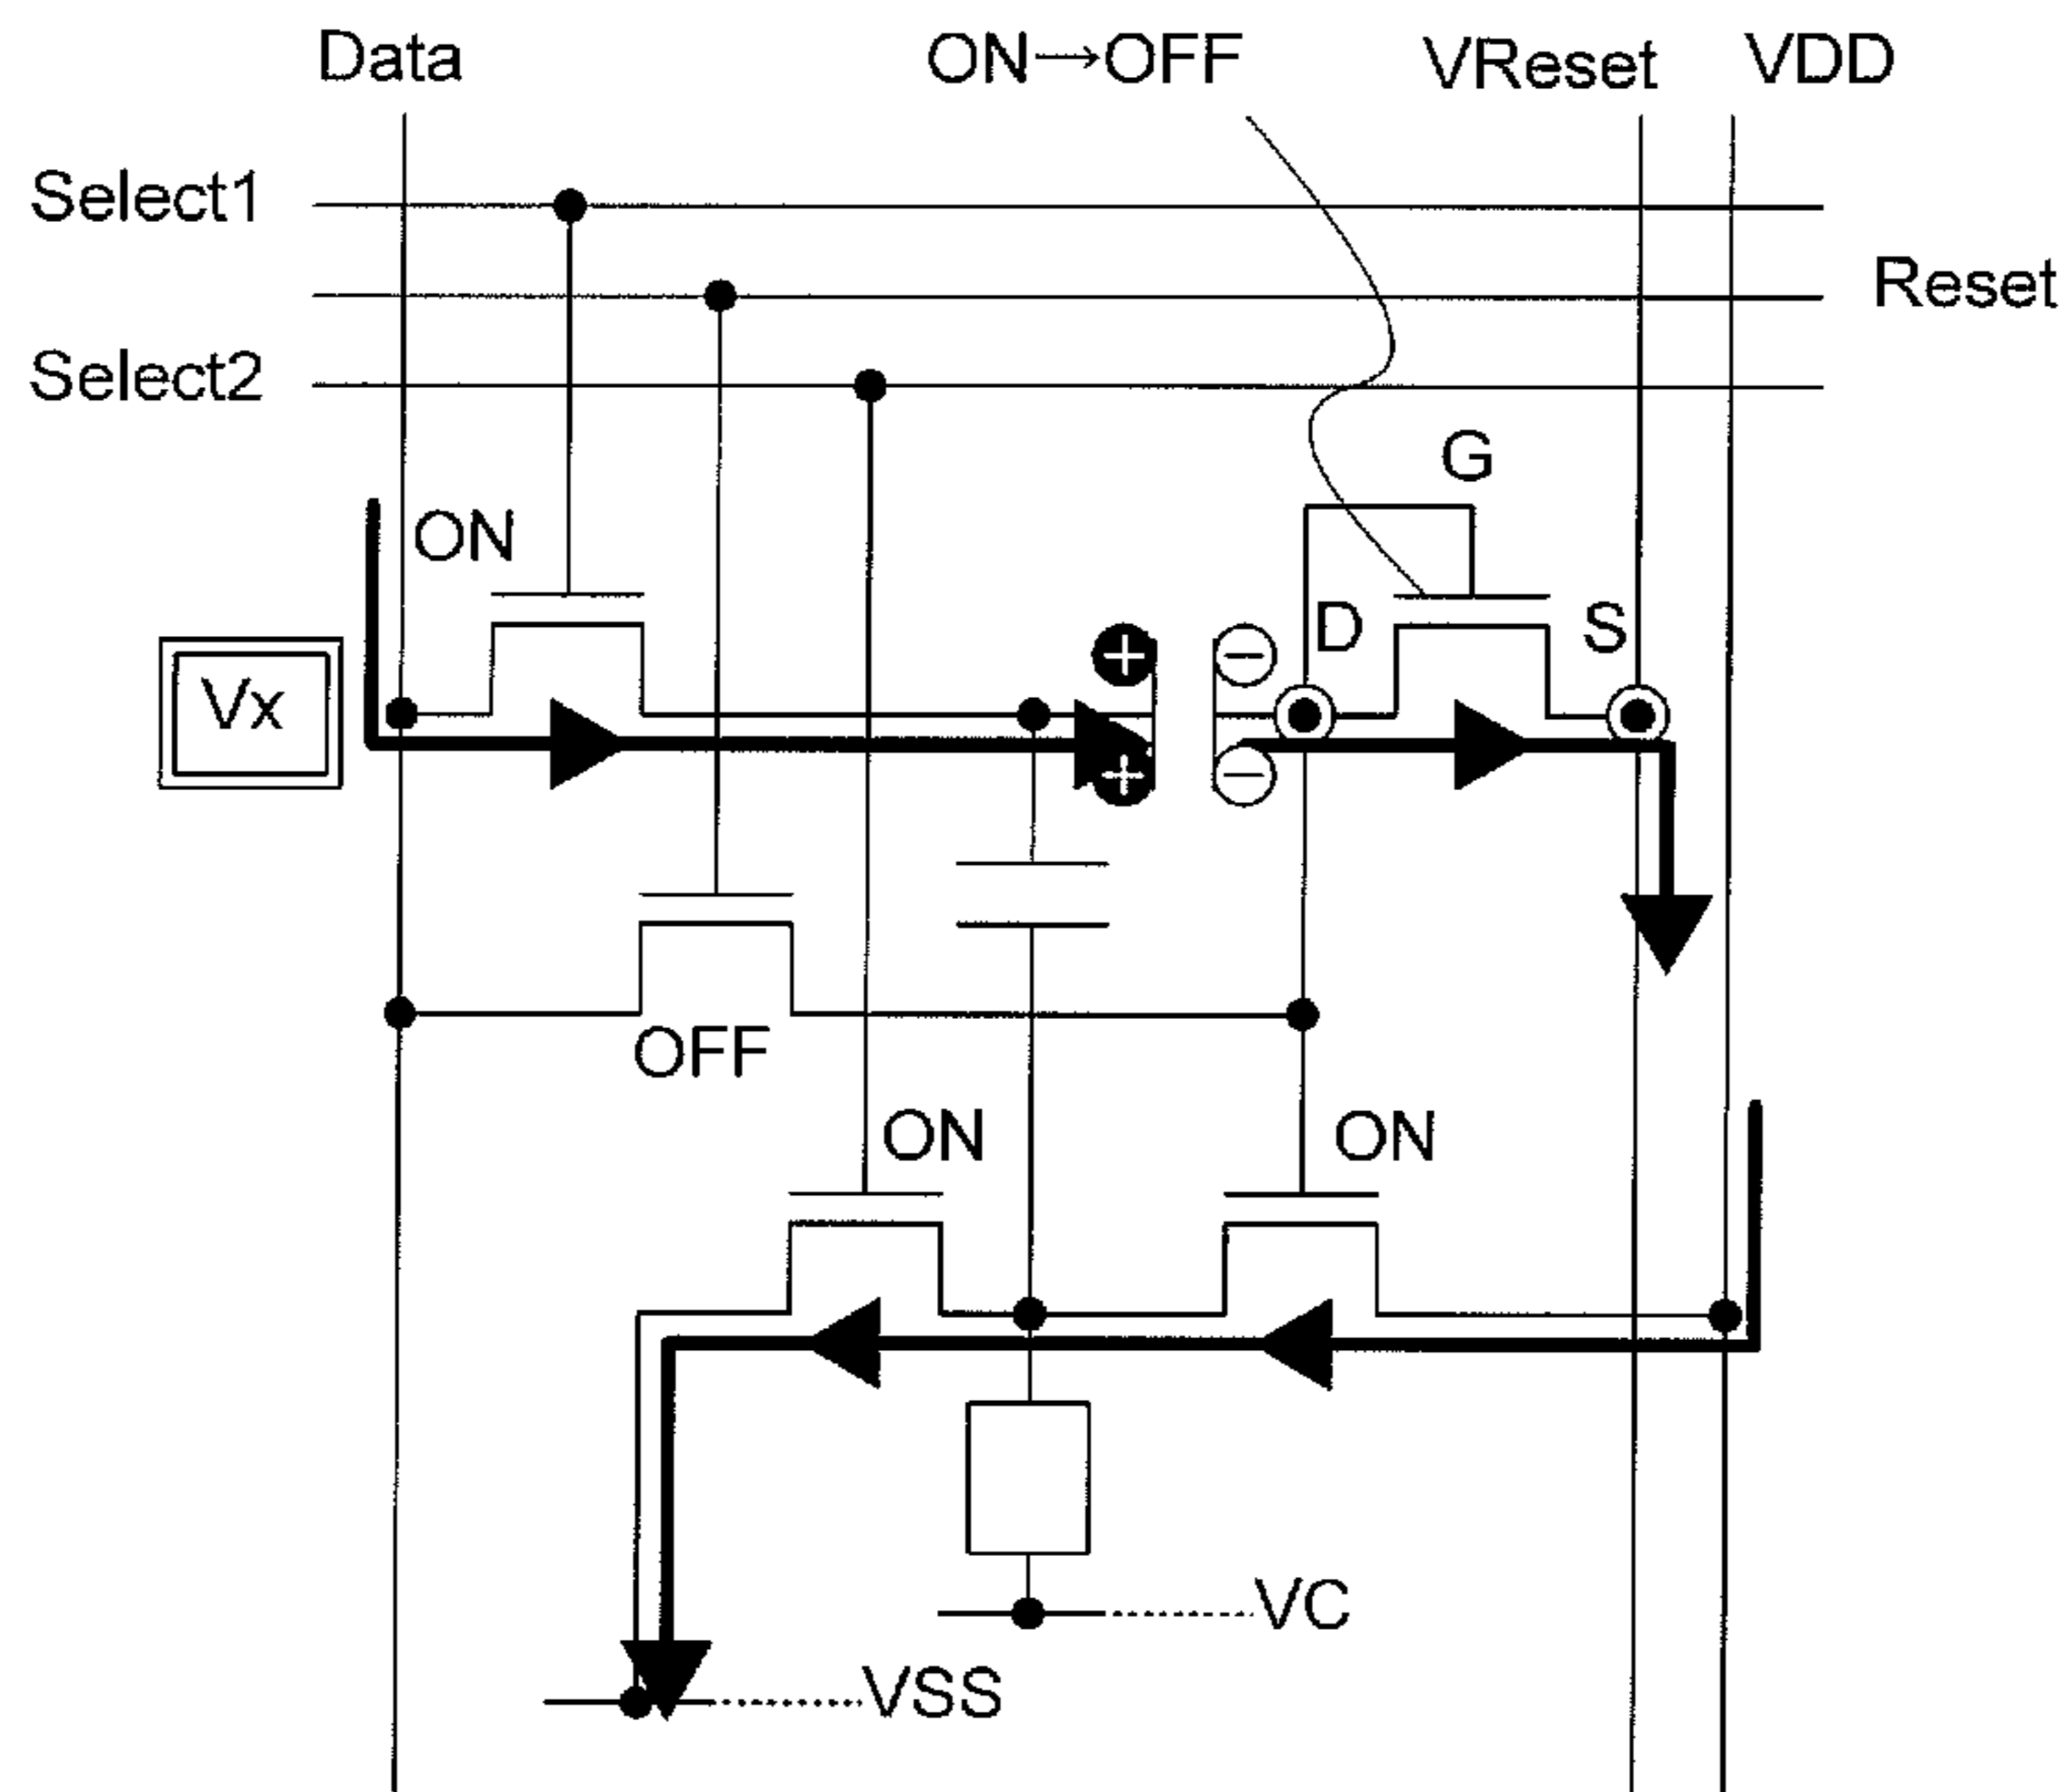 Data
ON→OFF
VReset
VDD
Select1
Reset
Select2
G
ON
D
S
Vx
+
−
+
−
OFF
ON
ON
VC
VSS